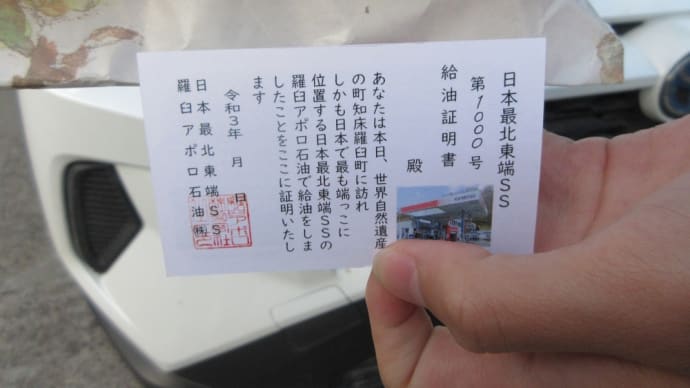 日本最北東端SS
第1000号
給油証明書
殿
あなたは本日、世界自然遺産
の町知床羅臼町に訪れ
しかも日本で最も端っこに
位置する日本最北東端SSの
羅臼アポロ石油で給油をしま
したことをここに証明いたし
ます
令和3年　月　日
日本最北東端SS
羅臼アポロ石油㈱